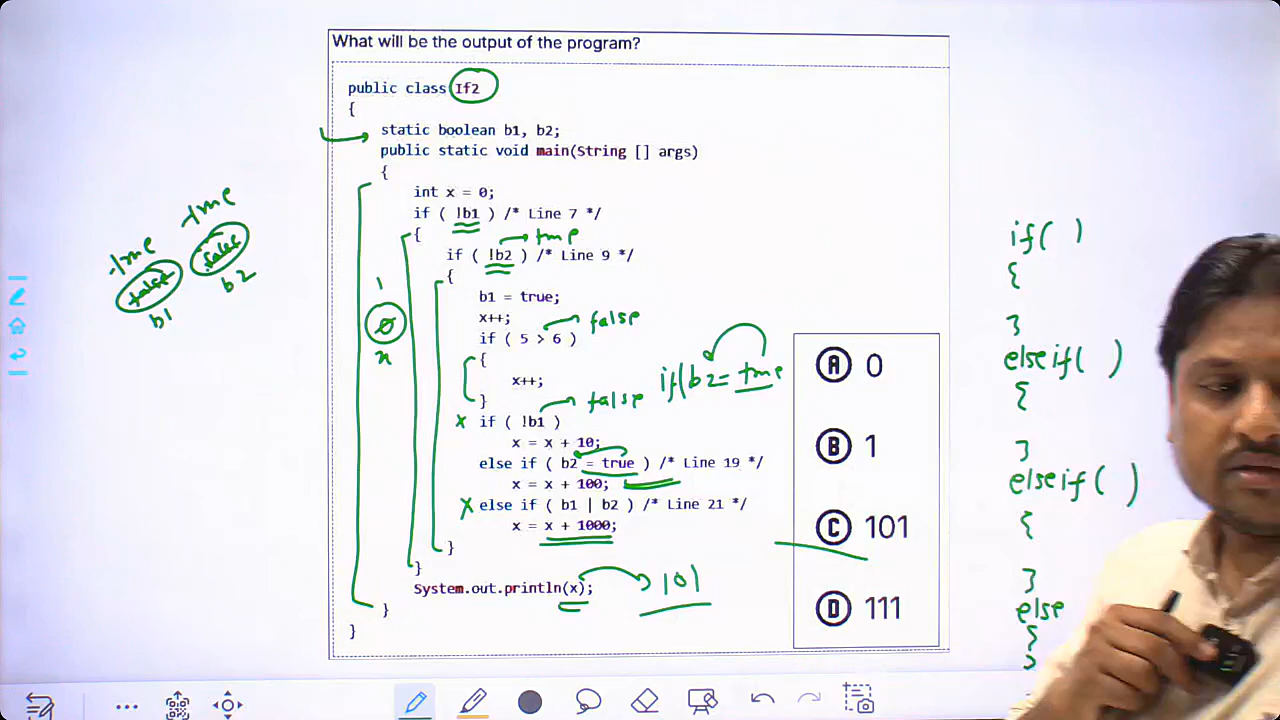 What will be the output of the program?
public class If2
{
static boolean b1, b2;
public static void main(String [] args)
{
int x = 0;
if ( !b1 ) /* Line 7 */
{
if ( !b2 ) /* Line 9 */
true
{
b1 = true;
x++;
if ( 5 > 6 )
false
{
x++;
}
if ( !b1 )
false
x = x + 10;
else if ( b2 = true ) /* Line 19 */
x = x + 100;
else if ( b1 | b2 ) /* Line 21 */
x = x + 1000;
}
}
System.out.println(x);
101
}
}
true
true
false
false
b1
b2
1
0
x
if(b2= true
A 0
B 1
C 101
D 111
if( )
{
}
elseif( )
{
}
elseif( )
{
}
else
{
}